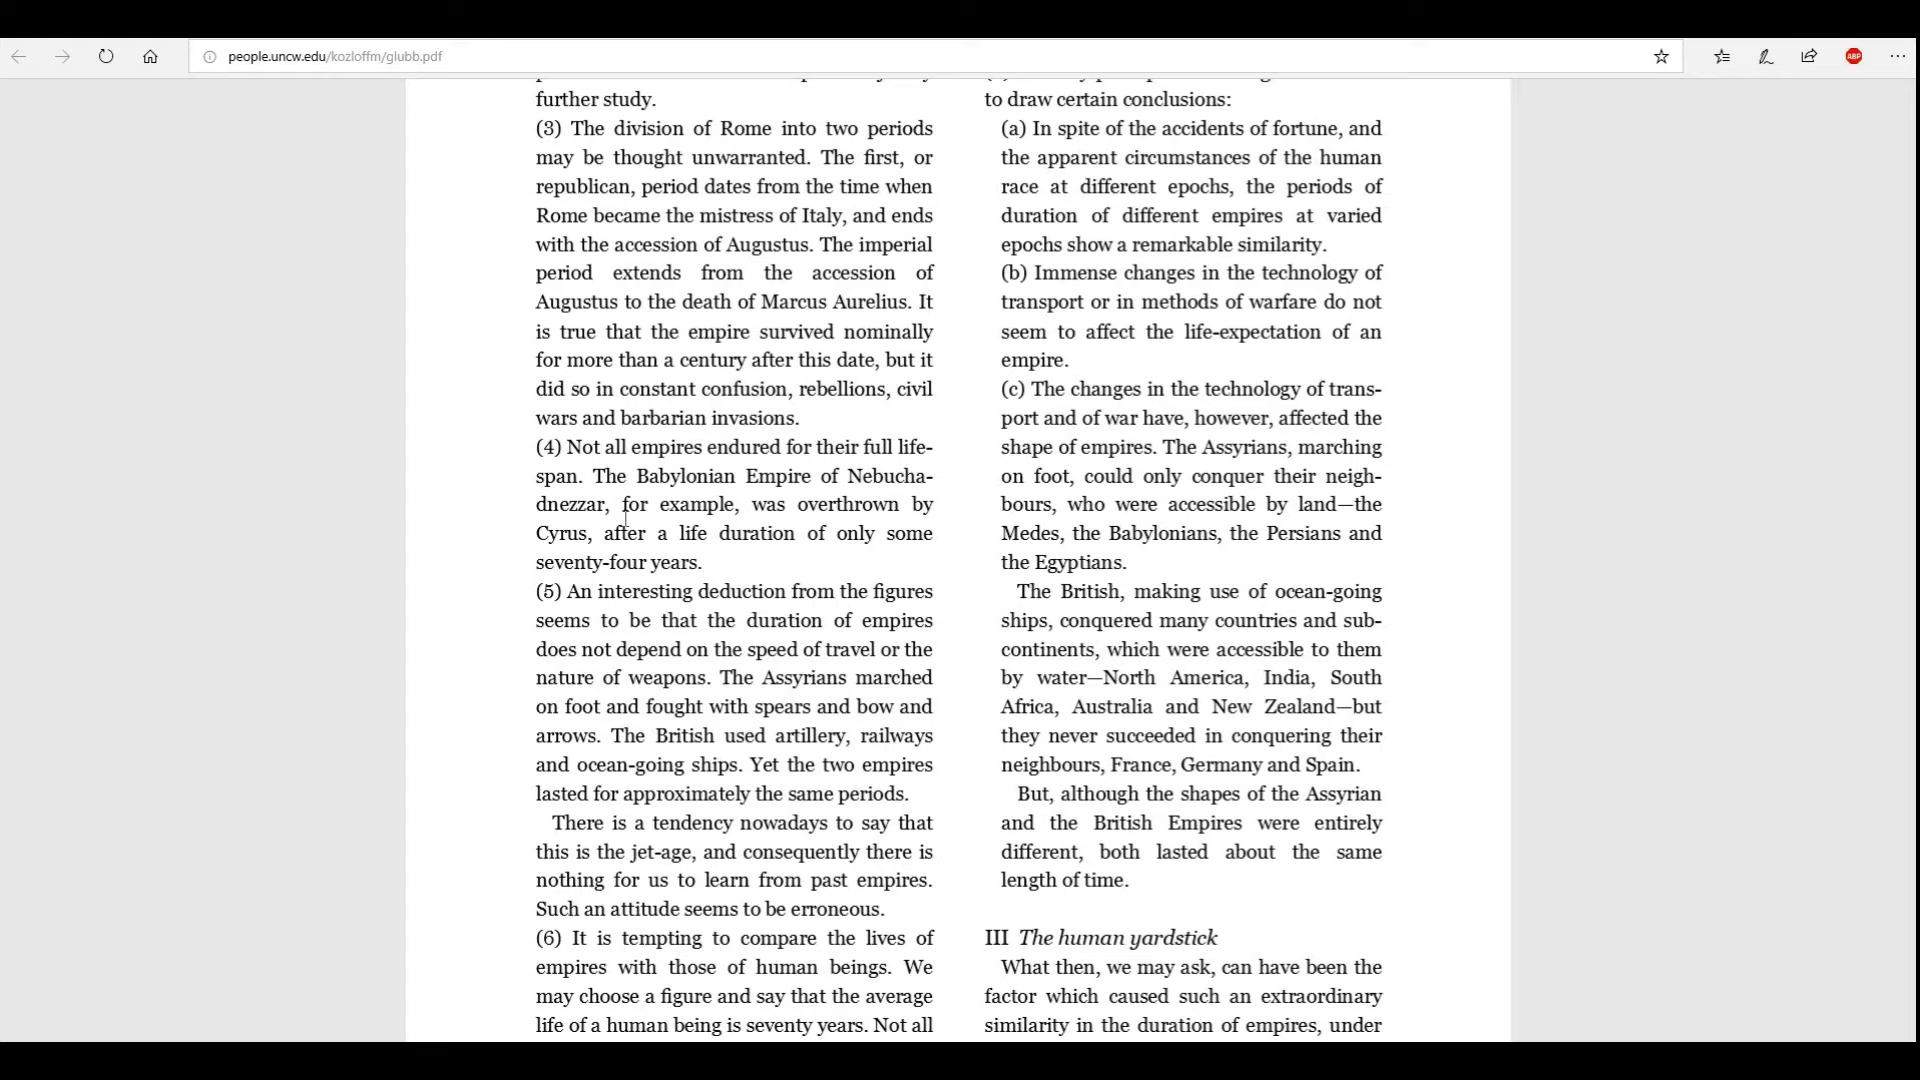 people.uncw.edu/kozloffm/glubb.pdf
ABP
further study.
(3) The division of Rome into two periods
may be thought unwarranted. The first, or
republican, period dates from the time when
Rome became the mistress of Italy, and ends
with the accession of Augustus. The imperial
period extends from the accession of
Augustus to the death of Marcus Aurelius. It
is true that the empire survived nominally
for more than a century after this date, but it
did so in constant confusion, rebellions, civil
wars and barbarian invasions.
(4) Not all empires endured for their full life-
span. The Babylonian Empire of Nebucha-
dnezzar, for example, was overthrown by
Cyrus, after a life duration of only some
seventy-four years.
(5) An interesting deduction from the figures
seems to be that the duration of empires
does not depend on the speed of travel or the
nature of weapons. The Assyrians marched
on foot and fought with spears and bow and
arrows. The British used artillery, railways
and ocean-going ships. Yet the two empires
lasted for approximately the same periods.
There is a tendency nowadays to say that
this is the jet-age, and consequently there is
nothing for us to learn from past empires.
Such an attitude seems to be erroneous.
(6) It is tempting to compare the lives of
empires with those of human beings. We
may choose a figure and say that the average
life of a human being is seventy years. Not all
to draw certain conclusions:
(a) In spite of the accidents of fortune, and
the apparent circumstances of the human
race at different epochs, the periods of
duration of different empires at varied
epochs show a remarkable similarity.
(b) Immense changes in the technology of
transport or in methods of warfare do not
seem to affect the life-expectation of an
empire.
(c) The changes in the technology of trans-
port and of war have, however, affected the
shape of empires. The Assyrians, marching
on foot, could only conquer their neigh-
bours, who were accessible by land—the
Medes, the Babylonians, the Persians and
the Egyptians.
The British, making use of ocean-going
ships, conquered many countries and sub-
continents, which were accessible to them
by water—North America, India, South
Africa, Australia and New Zealand—but
they never succeeded in conquering their
neighbours, France, Germany and Spain.
But, although the shapes of the Assyrian
and the British Empires were entirely
different, both lasted about the same
length of time.
III The human yardstick
What then, we may ask, can have been the
factor which caused such an extraordinary
similarity in the duration of empires, under